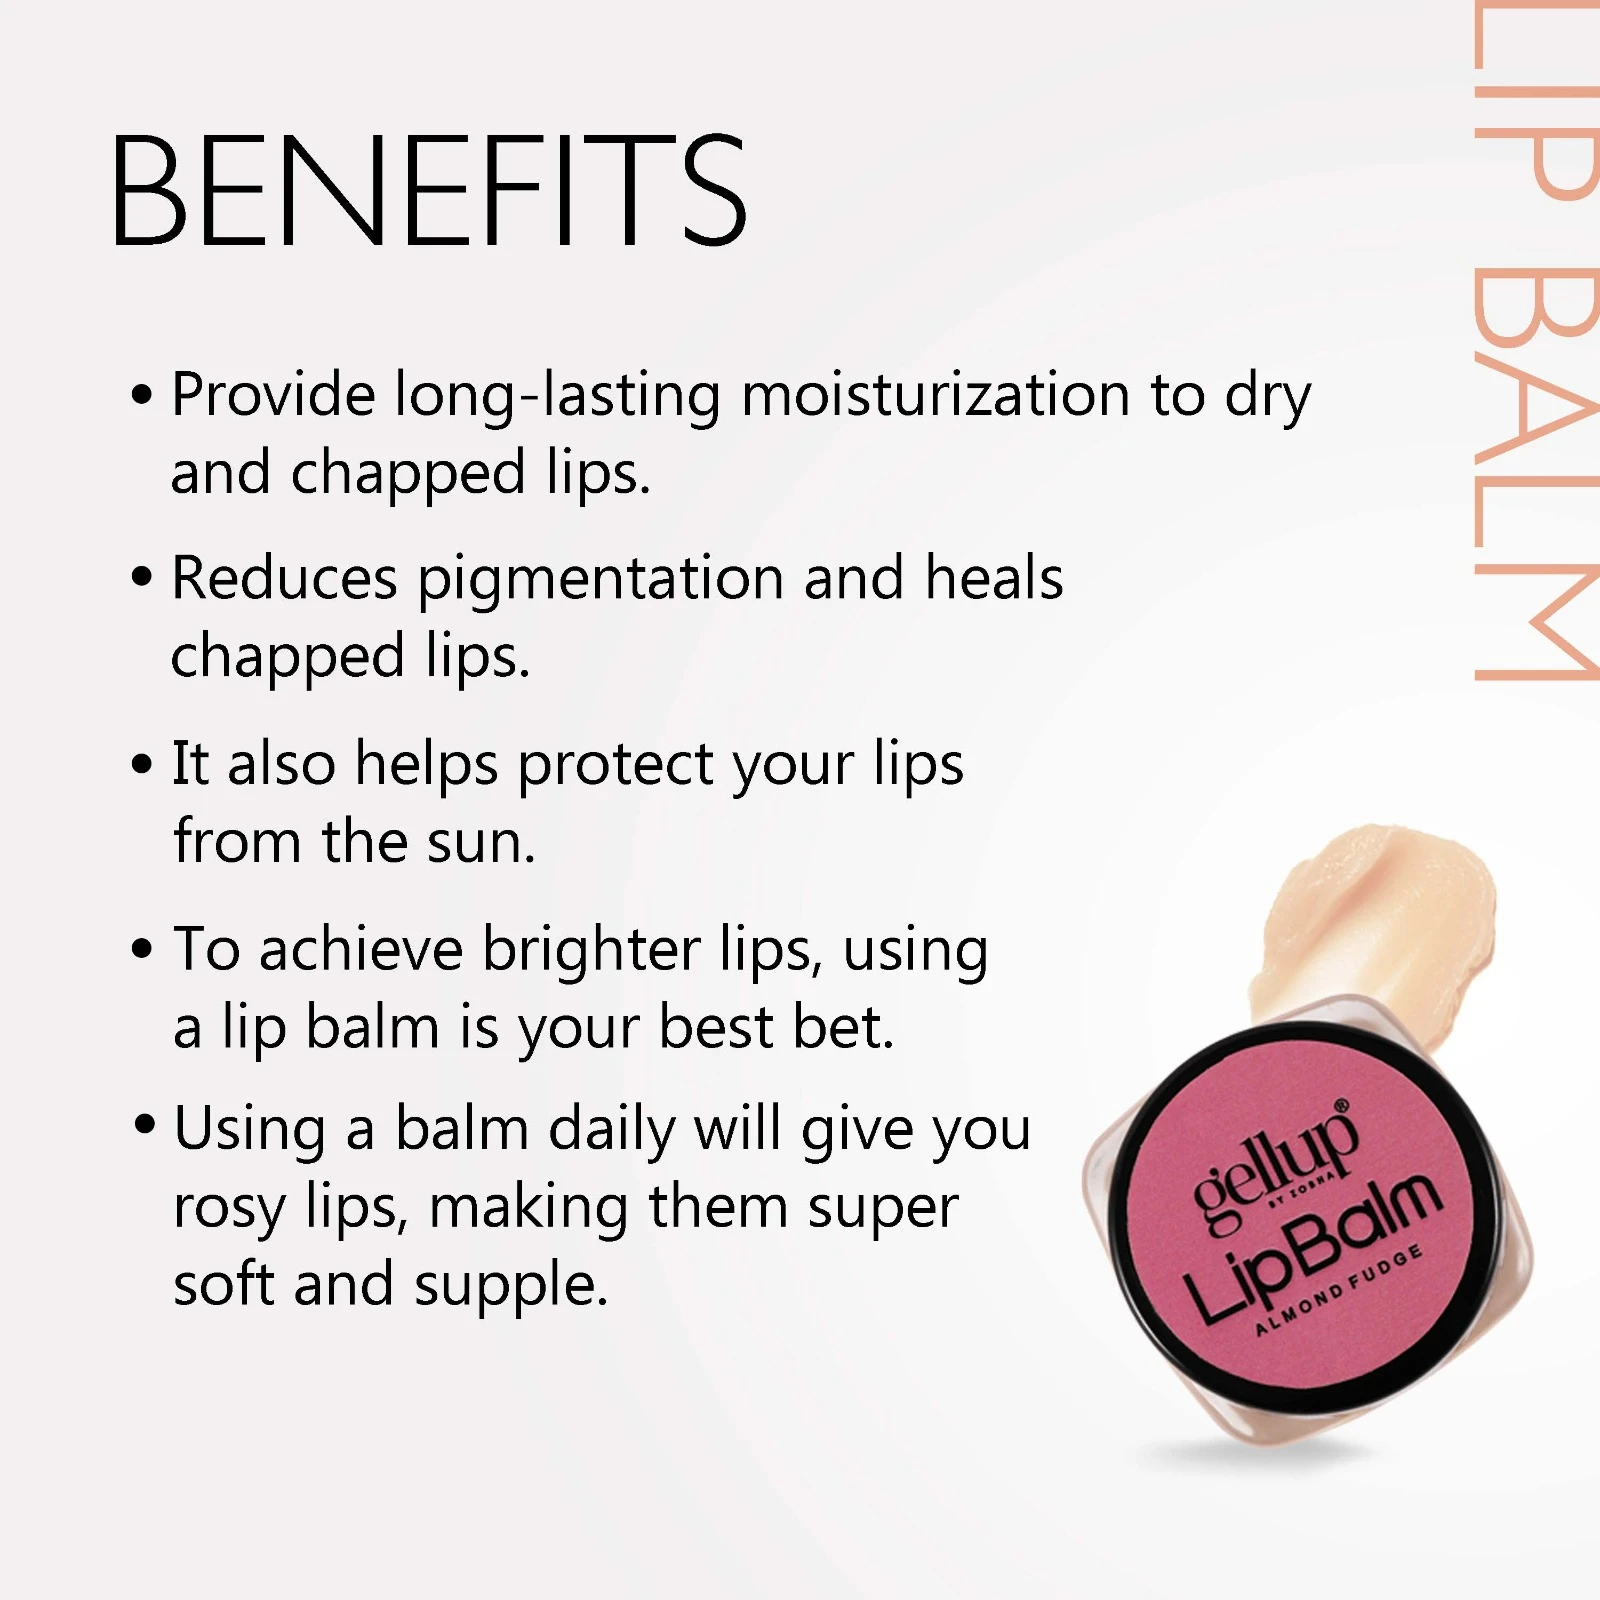 BENEFITS
• Provide long-lasting moisturization to dry
and chapped lips.
• Reduces pigmentation and heals
chapped lips.
• It also helps protect your lips
from the sun.
• To achieve brighter lips, using
a lip balm is your best bet.
• Using a balm daily will give you
rosy lips, making them super
soft and supple.
LIP BALM
gellup®
BY ZOBHA
LipBalm
ALMOND FUDGE